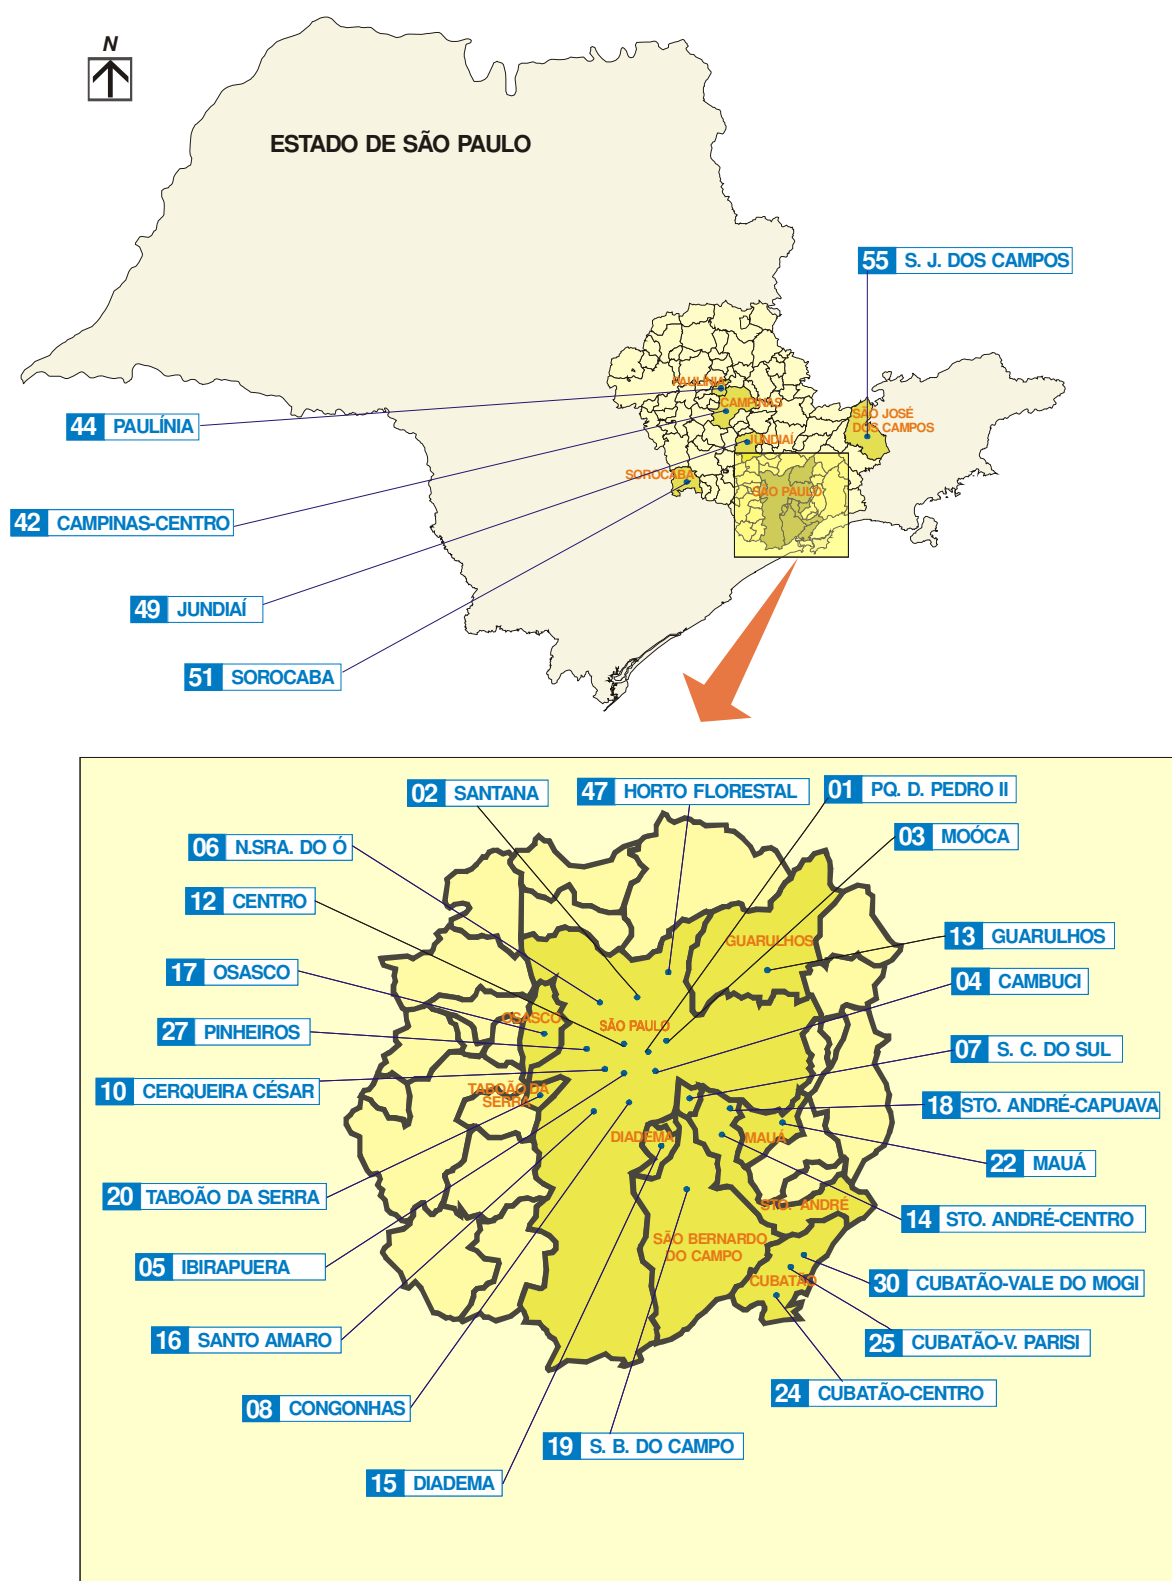 N
ESTADO DE SÃO PAULO
55 S. J. DOS CAMPOS
PAULÍNIA
CAMPINAS
SÃO JOSÉ
DOS CAMPOS
44 PAULÍNIA
JUNDIAÍ
SOROCABA
SÃO PAULO
42 CAMPINAS-CENTRO
49 JUNDIAÍ
51 SOROCABA
02 SANTANA
47 HORTO FLORESTAL
01 PQ. D. PEDRO II
03 MOÓCA
06 N.SRA. DO Ó
12 CENTRO
GUARULHOS
13 GUARULHOS
17 OSASCO
04 CAMBUCI
OSASCO
SÃO PAULO
27 PINHEIROS
07 S. C. DO SUL
10 CERQUEIRA CÉSAR
TABOÃO DA
SERRA
18 STO. ANDRÉ-CAPUAVA
DIADEMA
MAUÁ
22 MAUÁ
20 TABOÃO DA SERRA
STO. ANDRÉ
14 STO. ANDRÉ-CENTRO
SÃO BERNARDO
DO CAMPO
05 IBIRAPUERA
CUBATÃO
30 CUBATÃO-VALE DO MOGI
16 SANTO AMARO
25 CUBATÃO-V. PARISI
24 CUBATÃO-CENTRO
08 CONGONHAS
19 S. B. DO CAMPO
15 DIADEMA